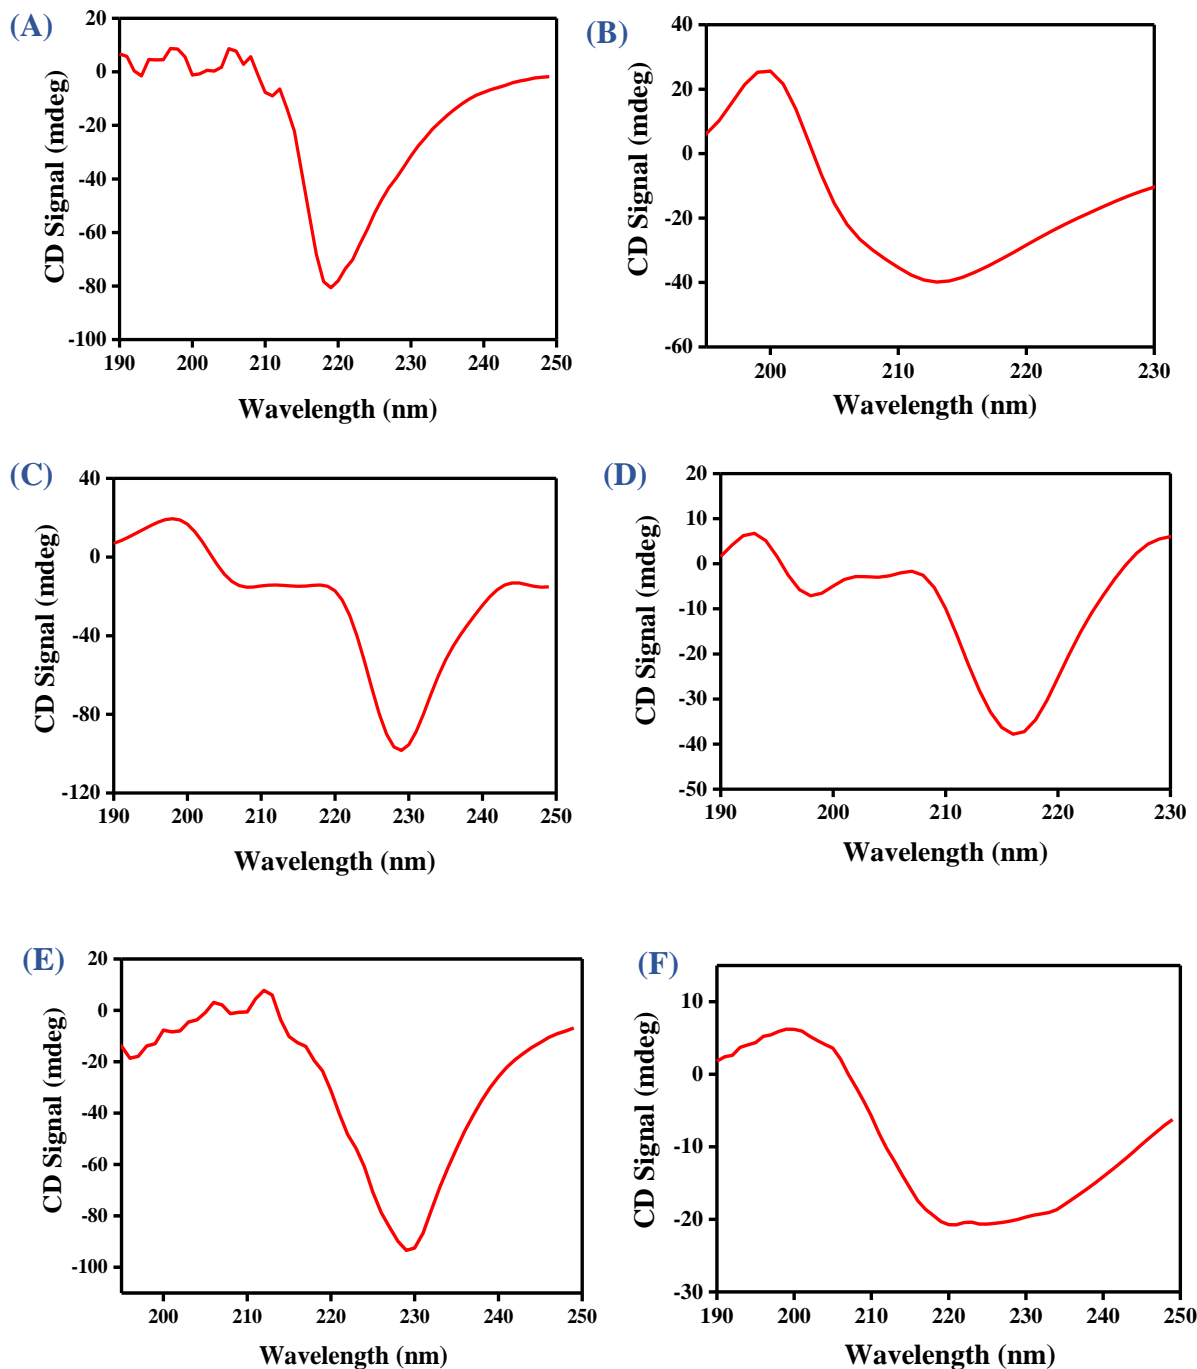 (A)
20
0
-20
-40
-60
-80
-100
CD Signal (mdeg)
190 200 210 220 230 240 250
Wavelength (nm)
(B)
40
20
0
-20
-40
-60
CD Signal (mdeg)
200 210 220 230
Wavelength (nm)
(C)
40
0
-40
-80
-120
CD Signal (mdeg)
190 200 210 220 230 240 250
Wavelength (nm)
(D)
20
10
0
-10
-20
-30
-40
-50
CD Signal (mdeg)
190 200 210 220 230
Wavelength (nm)
(E)
20
0
-20
-40
-60
-80
-100
CD Signal (mdeg)
200 210 220 230 240 250
Wavelength (nm)
(F)
10
0
-10
-20
-30
CD Signal (mdeg)
190 200 210 220 230 240 250
Wavelength (nm)